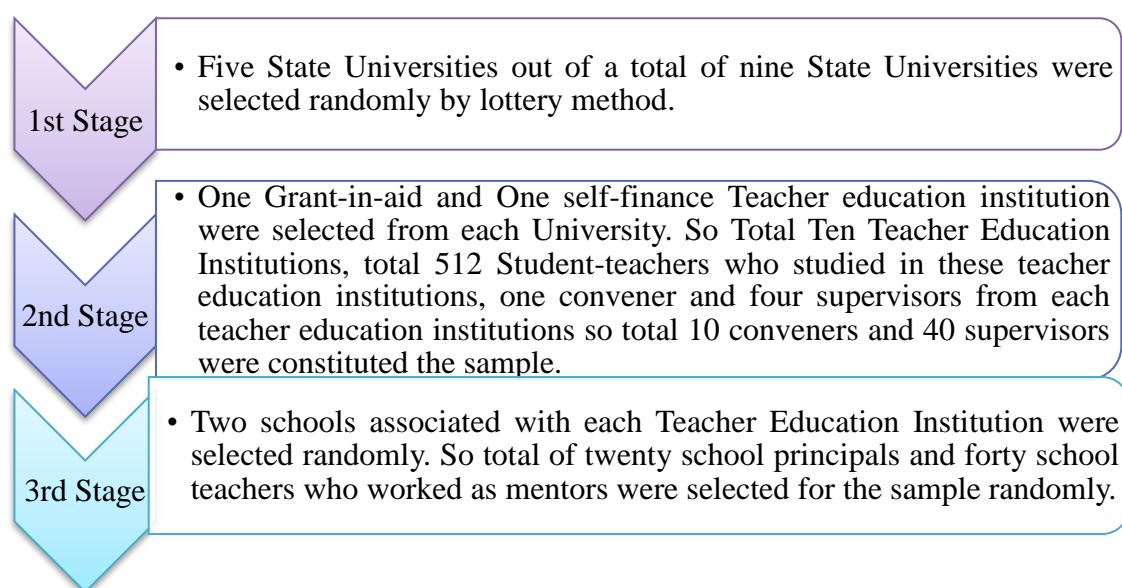 1st Stage
• Five State Universities out of a total of nine State Universities were
selected randomly by lottery method.
2nd Stage
• One Grant-in-aid and One self-finance Teacher education institution
were selected from each University. So Total Ten Teacher Education
Institutions, total 512 Student-teachers who studied in these teacher
education institutions, one convener and four supervisors from each
teacher education institutions so total 10 conveners and 40 supervisors
were constituted the sample.
3rd Stage
• Two schools associated with each Teacher Education Institution were
selected randomly. So total of twenty school principals and forty school
teachers who worked as mentors were selected for the sample randomly.